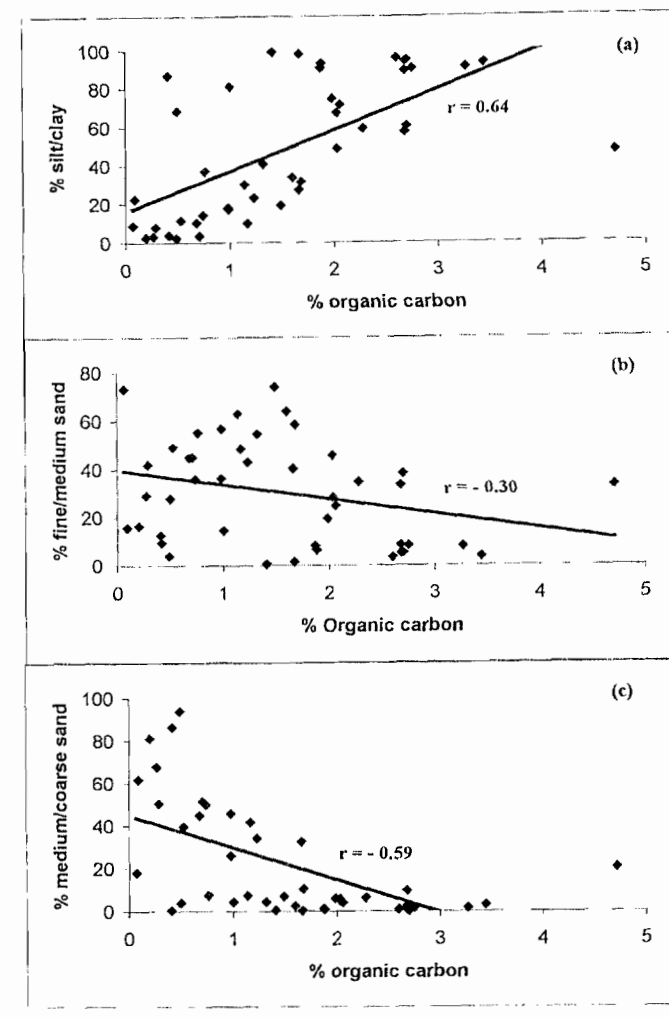 (a)
% silt/clay
100
80
60
40
20
0
r = 0.64
0 1 2 3 4 5
% organic carbon
(b)
% fine/medium sand
80
60
40
20
0
r = - 0.30
0 1 2 3 4 5
% Organic carbon
(c)
% medium/coarse sand
100
80
60
40
20
0
r = - 0.59
0 1 2 3 4 5
% organic carbon